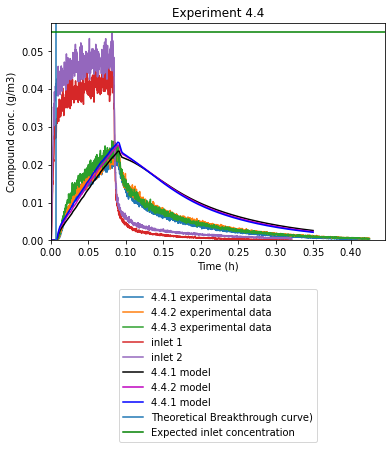 Experiment 4.4
Compound conc. (g/m3)
0.05
0.04
0.03
0.02
0.01
0.00
0.00 0.05 0.10 0.15 0.20 0.25 0.30 0.35 0.40
Time (h)
4.4.1 experimental data
4.4.2 experimental data
4.4.3 experimental data
inlet 1
inlet 2
4.4.1 model
4.4.2 model
4.4.1 model
Theoretical Breakthrough curve)
Expected inlet concentration